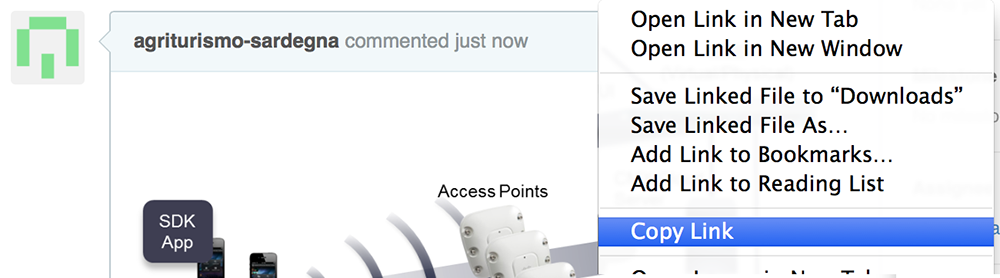 agriturismo-sardegna commented just now
Access Points
SDK
App
Open Link in New Tab
Open Link in New Window
Save Linked File to “Downloads”
Save Linked File As...
Add Link to Bookmarks...
Add Link to Reading List
Copy Link